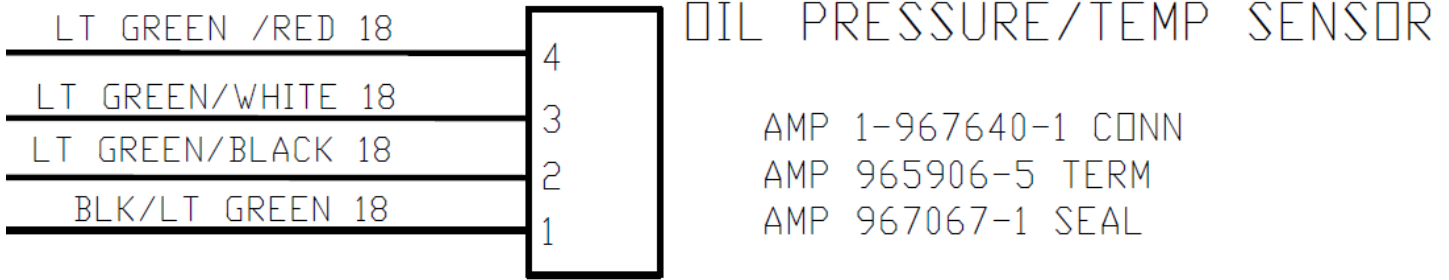 OIL PRESSURE/TEMP SENSOR
LT GREEN /RED 18
4
LT GREEN/WHITE 18
3
LT GREEN/BLACK 18
2
BLK/LT GREEN 18
1
AMP 1-967640-1 CONN
AMP 965906-5 TERM
AMP 967067-1 SEAL